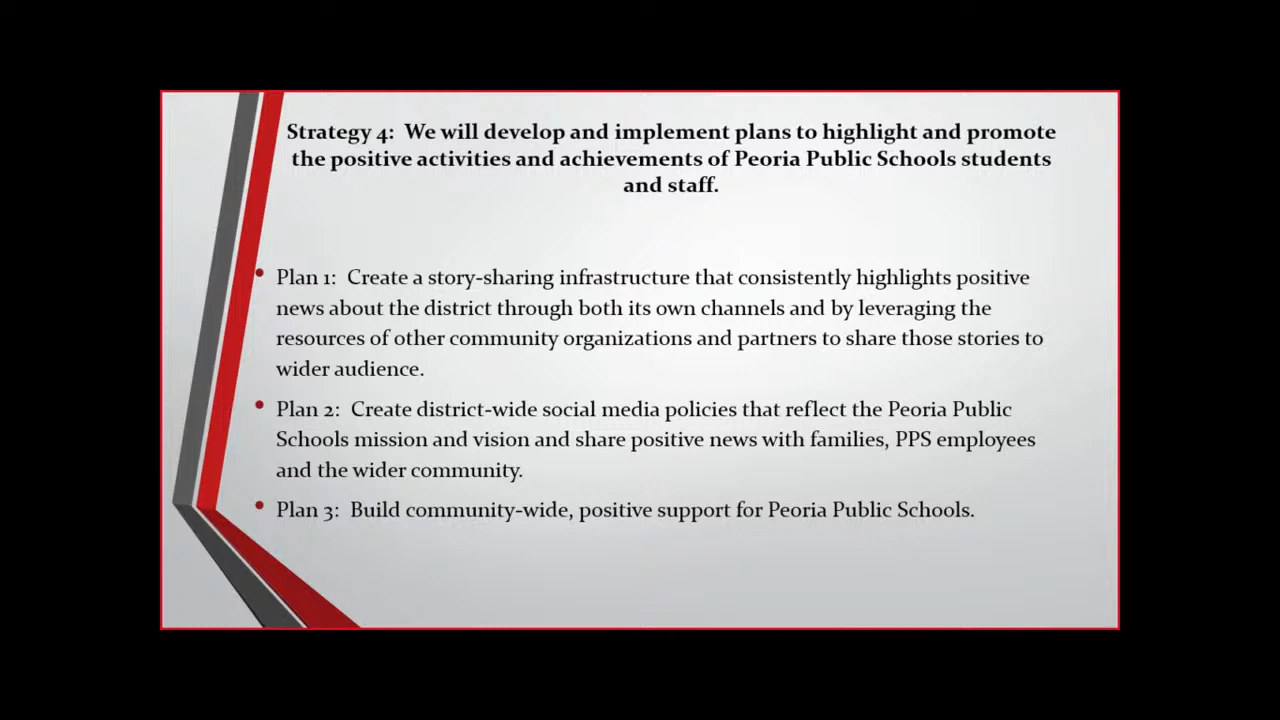 Strategy 4:  We will develop and implement plans to highlight and promote
the positive activities and achievements of Peoria Public Schools students
and staff.
• Plan 1:  Create a story-sharing infrastructure that consistently highlights positive
news about the district through both its own channels and by leveraging the
resources of other community organizations and partners to share those stories to
wider audience.
• Plan 2:  Create district-wide social media policies that reflect the Peoria Public
Schools mission and vision and share positive news with families, PPS employees
and the wider community.
• Plan 3:  Build community-wide, positive support for Peoria Public Schools.